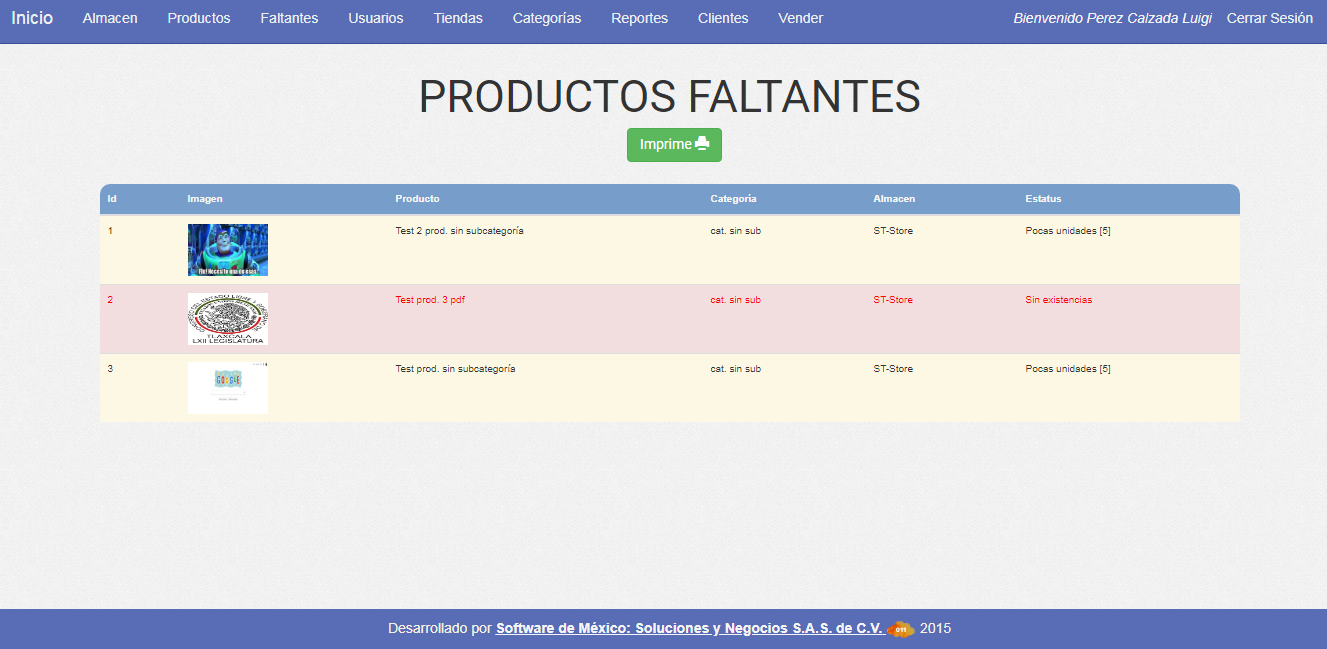 Inicio Almacen Productos Faltantes Usuarios Tiendas Categorías Reportes Clientes Vender Bienvenido Perez Calzada Luigi Cerrar Sesión
PRODUCTOS FALTANTES
Imprime
Id Imagen Producto Categoria Almacen Estatus
1 Test 2 prod. sin subcategoría cat. sin sub ST-Store Pocas unidades [5]
2 Test prod. 3 pdf cat. sin sub ST-Store Sin existencias
TLAXCALA
LXII LEGISLATURA
3 Test prod. sin subcategoría cat. sin sub ST-Store Pocas unidades [5]
GOOGLE
Desarrollado por Software de México: Soluciones y Negocios S.A.S. de C.V. 011 2015